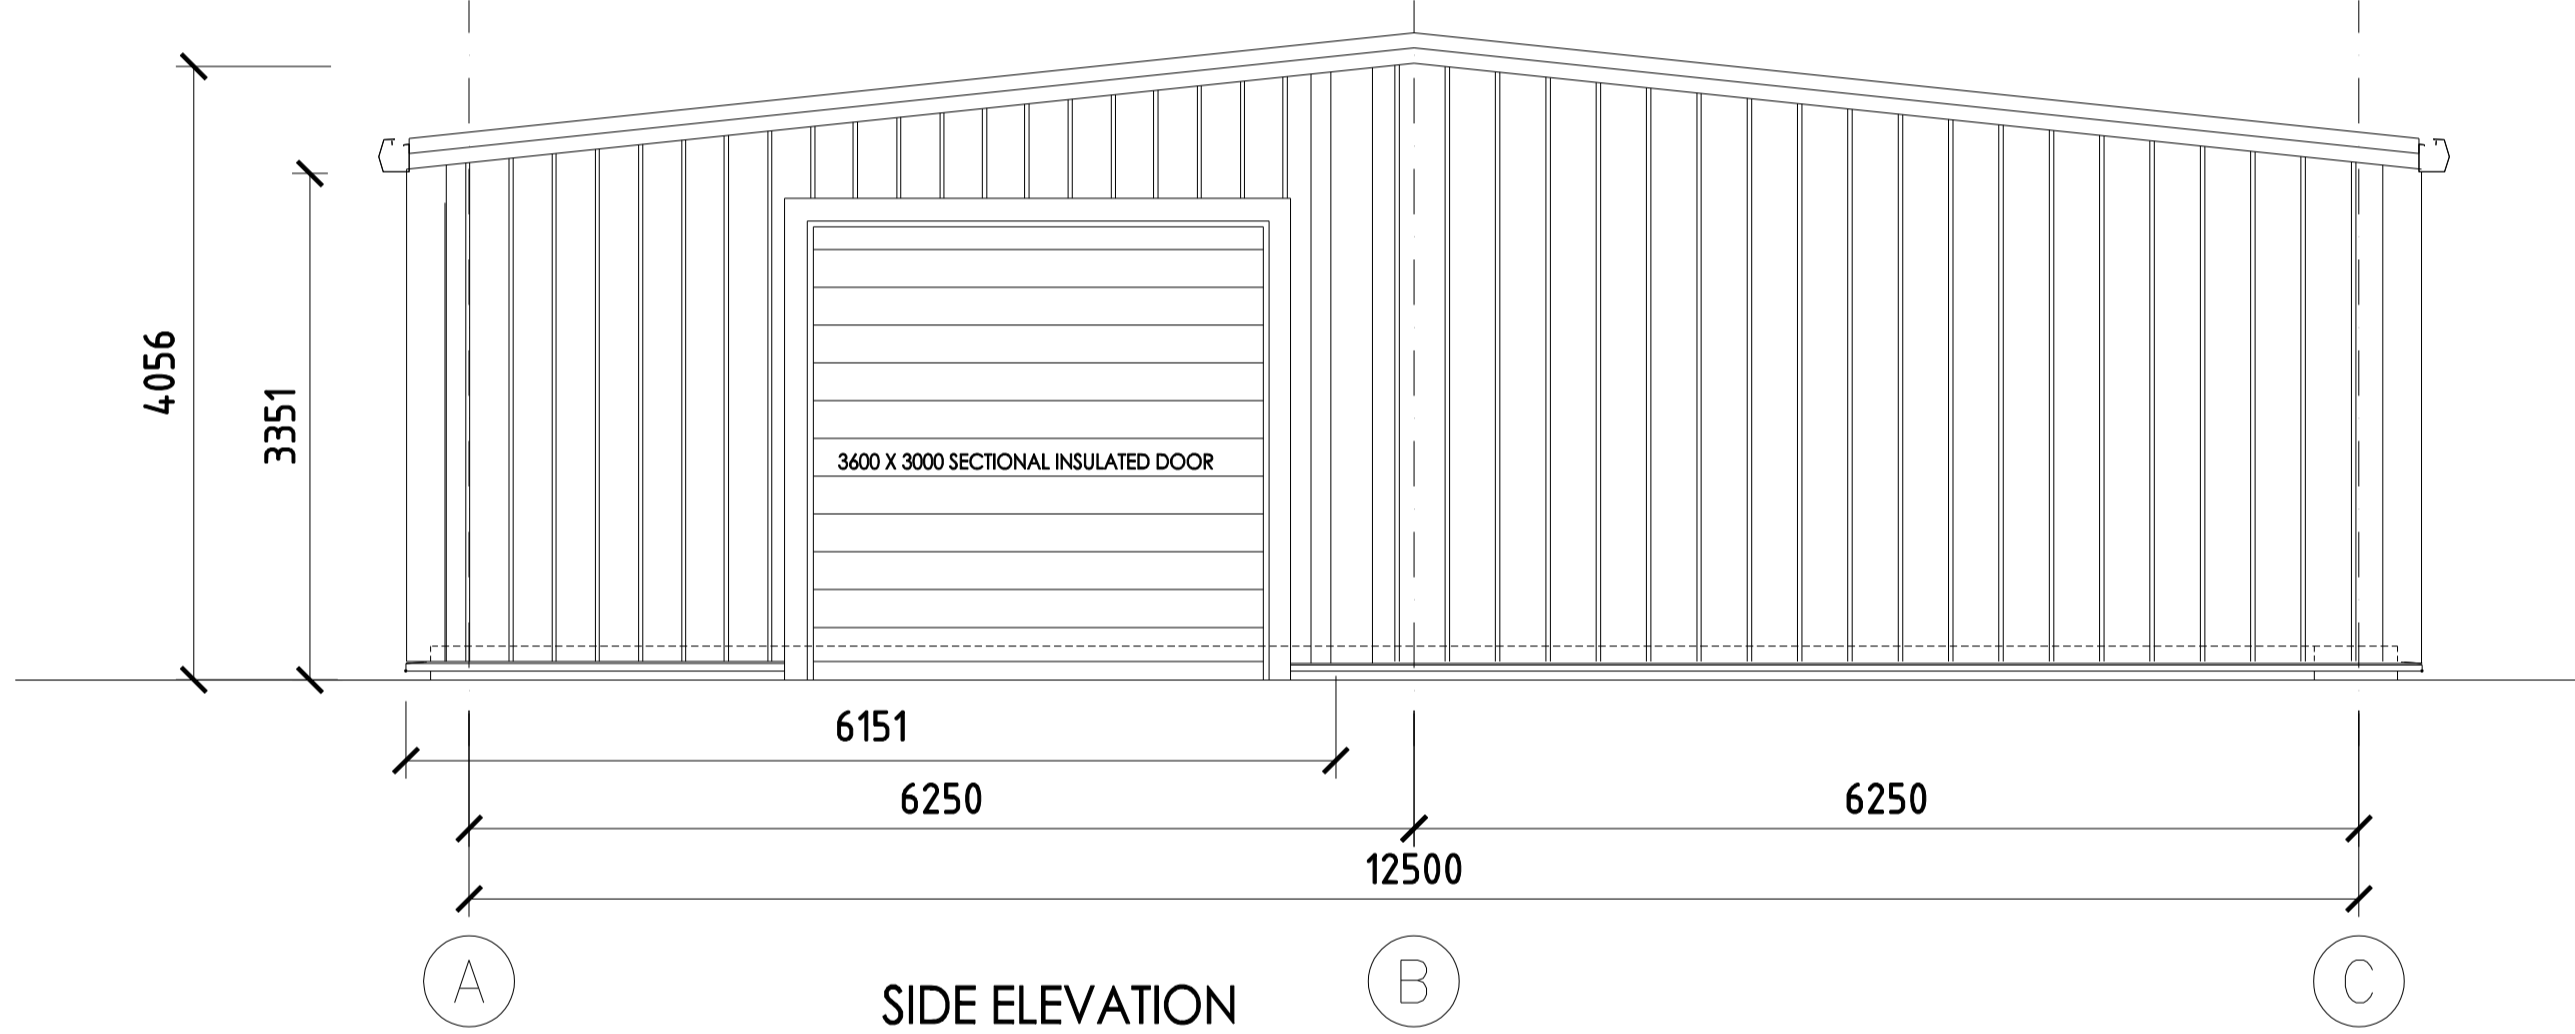 4056
3351
3600 X 3000 SECTIONAL INSULATED DOOR
6151
6250
6250
12500
A
B
C
SIDE ELEVATION